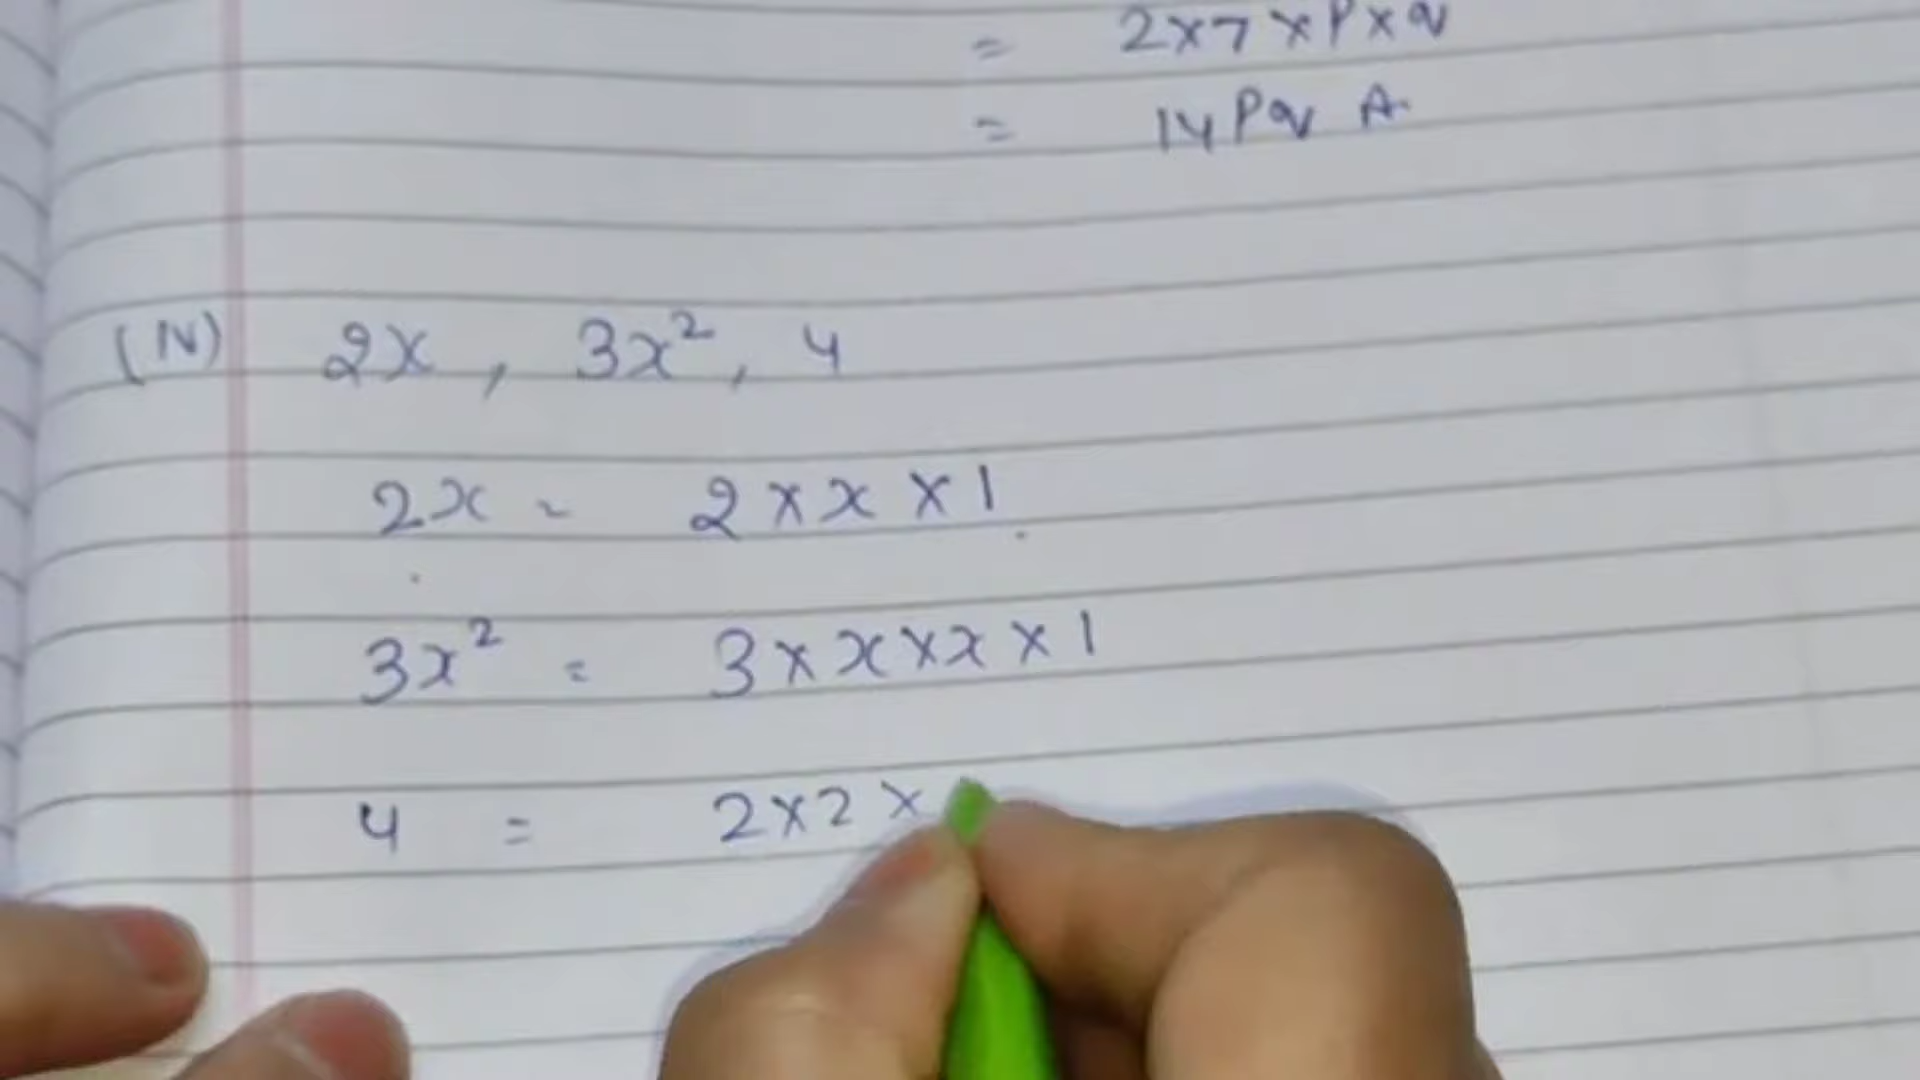 = 2×7×P×q
= 14Pq A.
(IV) 2x, 3x², 4
2x = 2×x×1
3x² = 3×x×x×1
4 = 2×2×